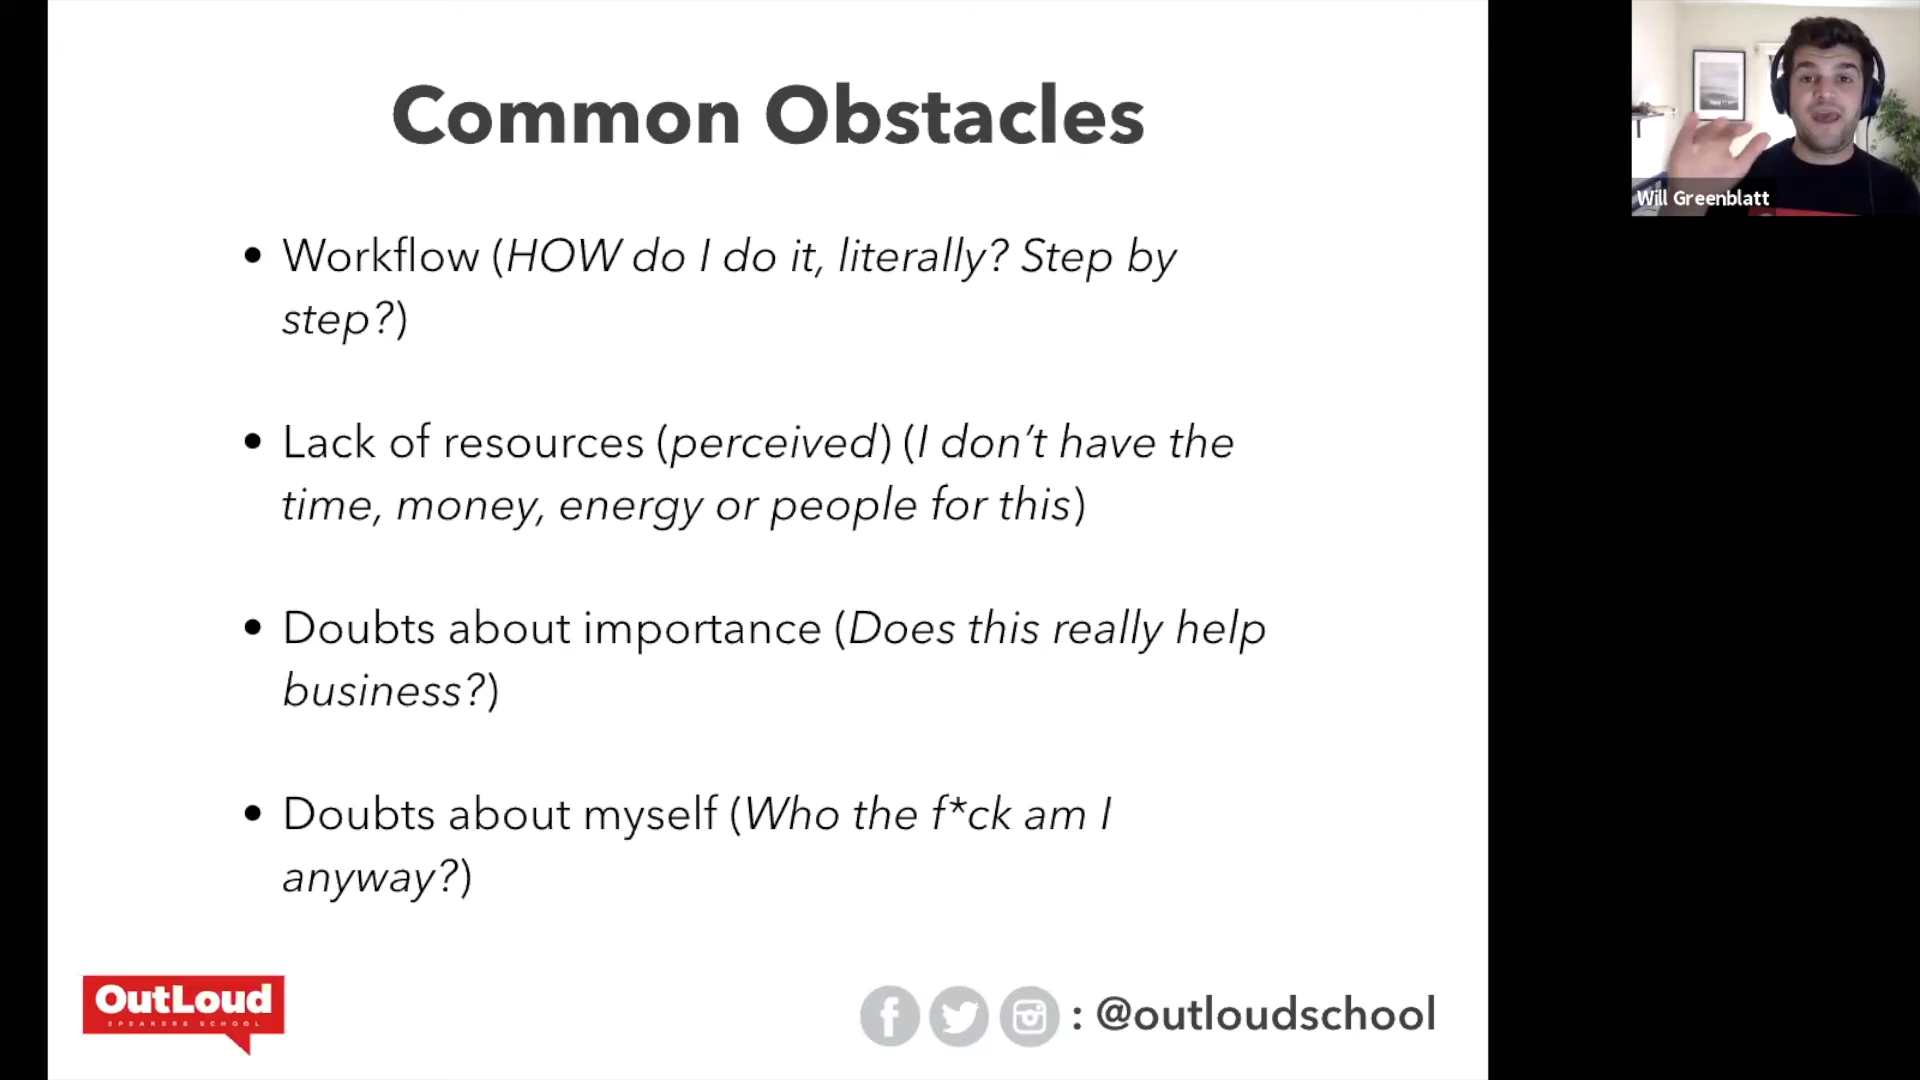 Common Obstacles
• Workflow (HOW do I do it, literally? Step by
step?)
• Lack of resources (perceived) (I don’t have the
time, money, energy or people for this)
• Doubts about importance (Does this really help
business?)
• Doubts about myself (Who the f*ck am I
anyway?)
OutLoud
SPEAKERS SCHOOL
: @outloudschool
Will Greenblatt